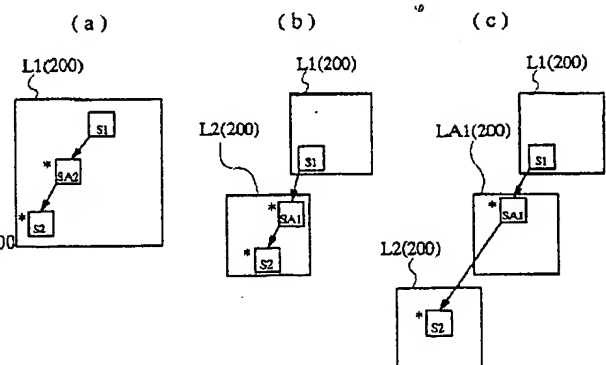 (a)
L1(200)
S1
*
SA2
*
S2
00
(b)
L1(200)
L2(200)
S1
*
SA1
*
S2
(c)
L1(200)
LA1(200)
S1
*
SA1
L2(200)
*
S2